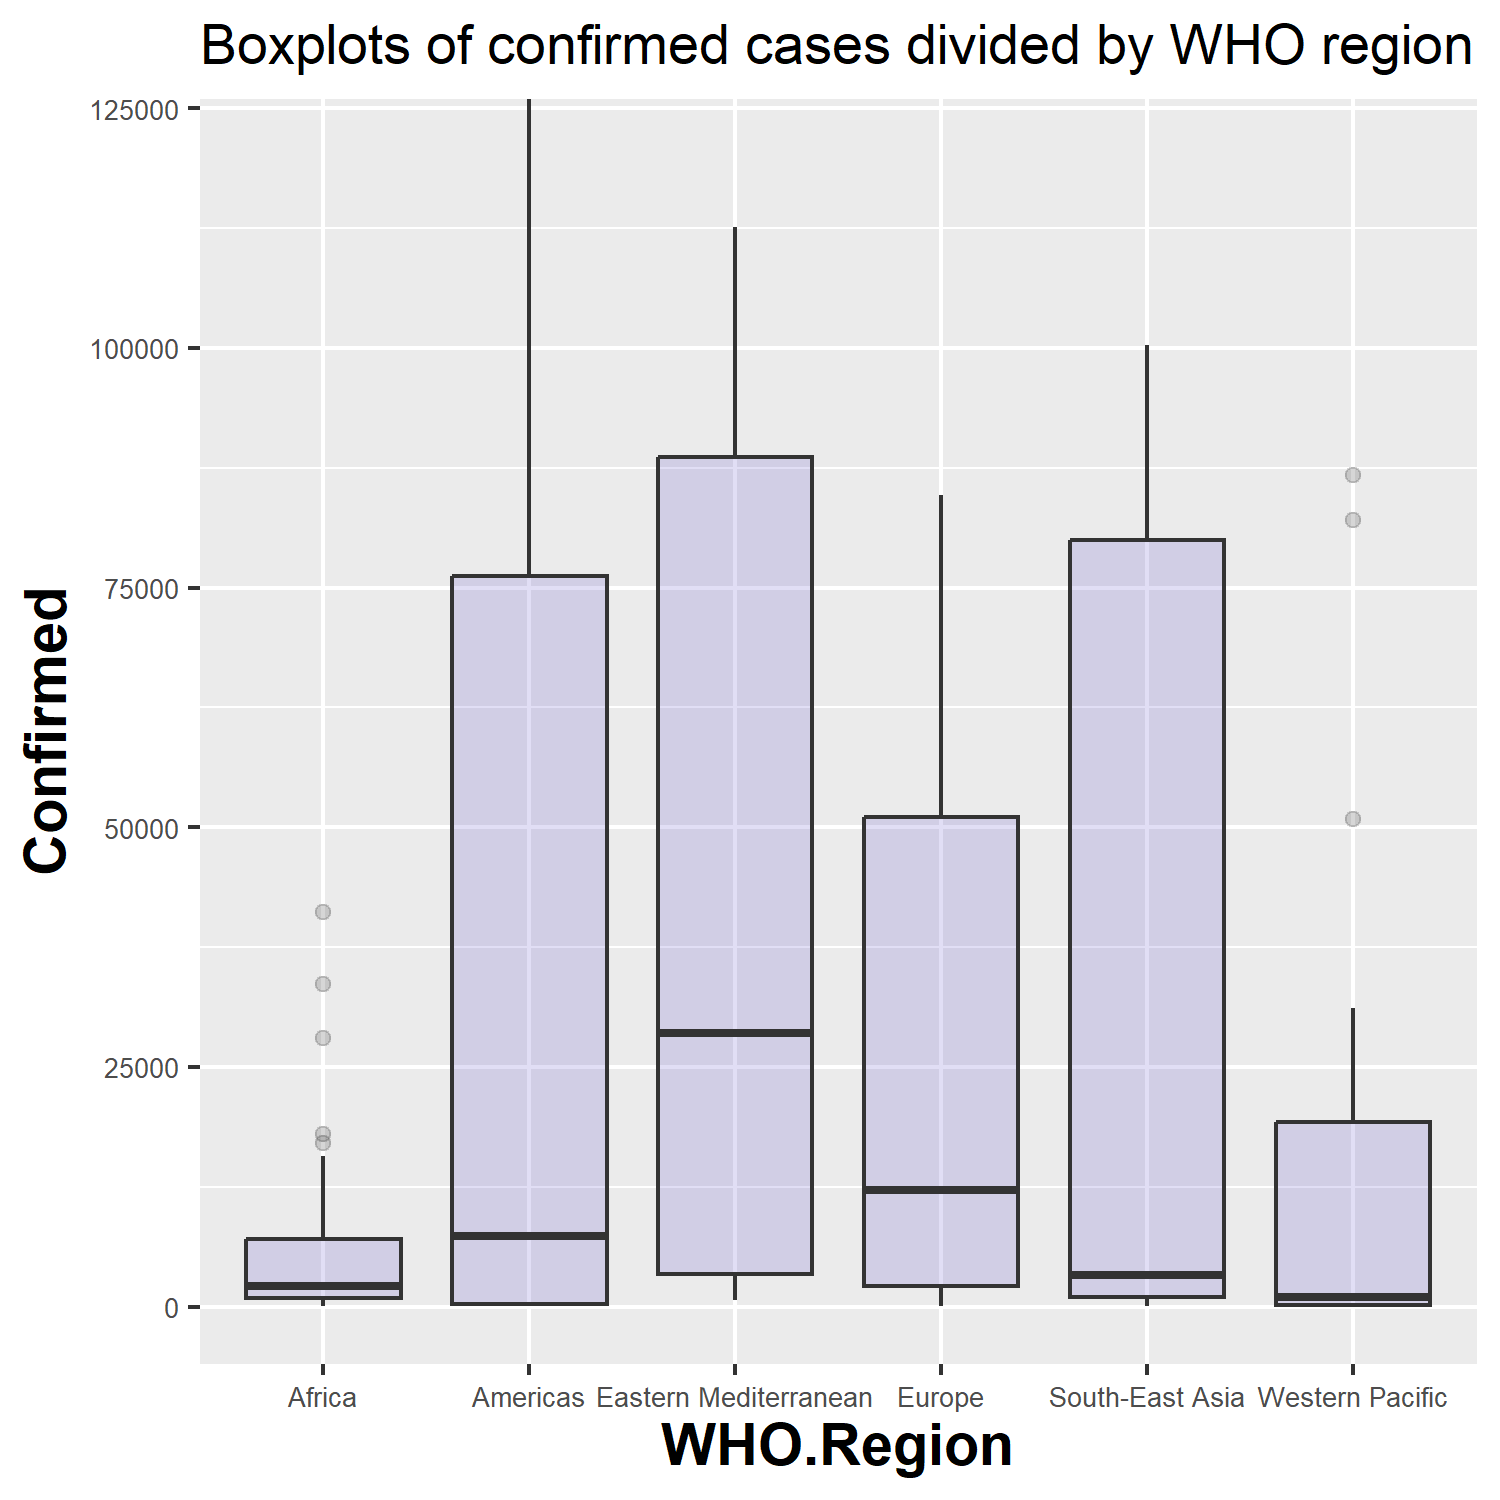 Boxplots of confirmed cases divided by WHO region
125000
100000
75000
50000
25000
0
Confirmed
Africa Americas Eastern Mediterranean Europe South-East Asia Western Pacific
WHO.Region